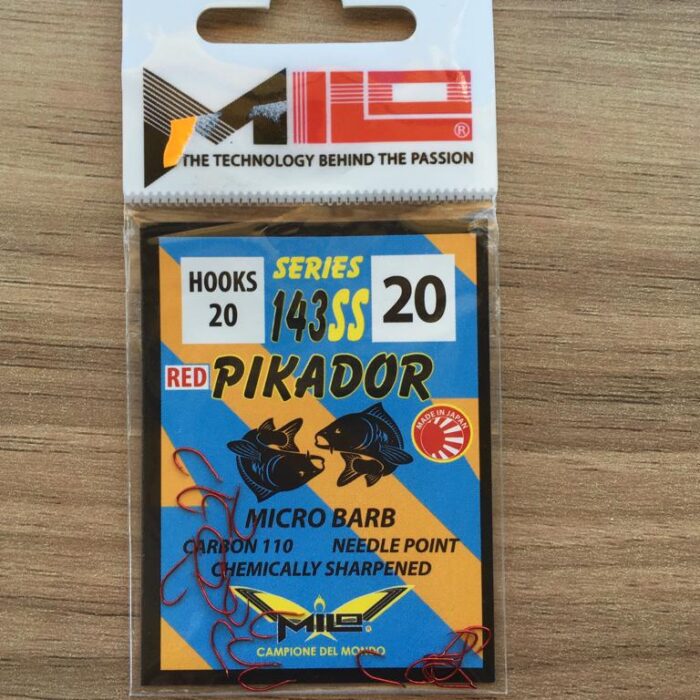 MILO®
THE TECHNOLOGY BEHIND THE PASSION
HOOKS
20
SERIES
143SS
20
RED PIKADOR
MADE IN JAPAN
MICRO BARB
CARBON 110 NEEDLE POINT
CHEMICALLY SHARPENED
MILO®
CAMPIONE DEL MONDO